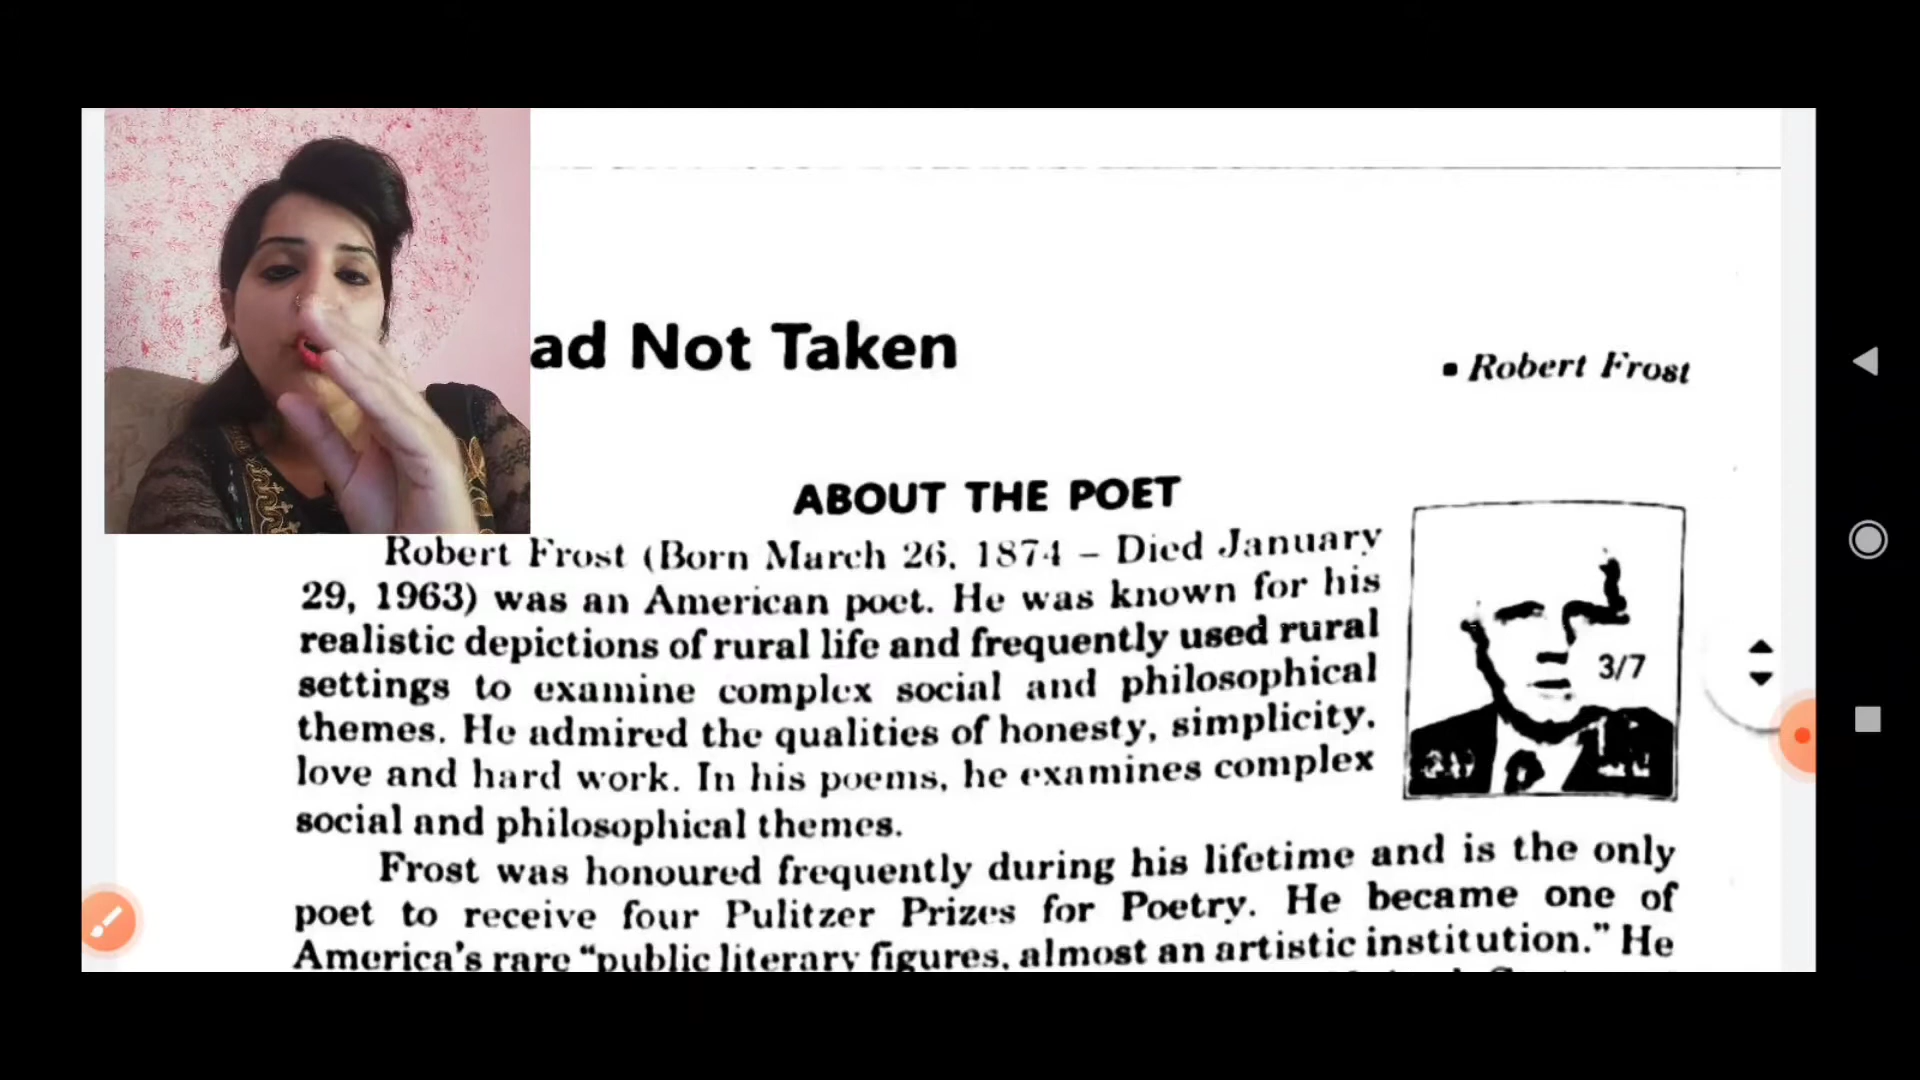 ad Not Taken
▪ Robert Frost
ABOUT THE POET
Robert Frost (Born March 26, 1874 – Died January
29, 1963) was an American poet. He was known for his
realistic depictions of rural life and frequently used rural
settings to examine complex social and philosophical
themes. He admired the qualities of honesty, simplicity,
love and hard work. In his poems, he examines complex
social and philosophical themes.
3/7
Frost was honoured frequently during his lifetime and is the only
poet to receive four Pulitzer Prizes for Poetry. He became one of
America's rare “public literary figures, almost an artistic institution.” He